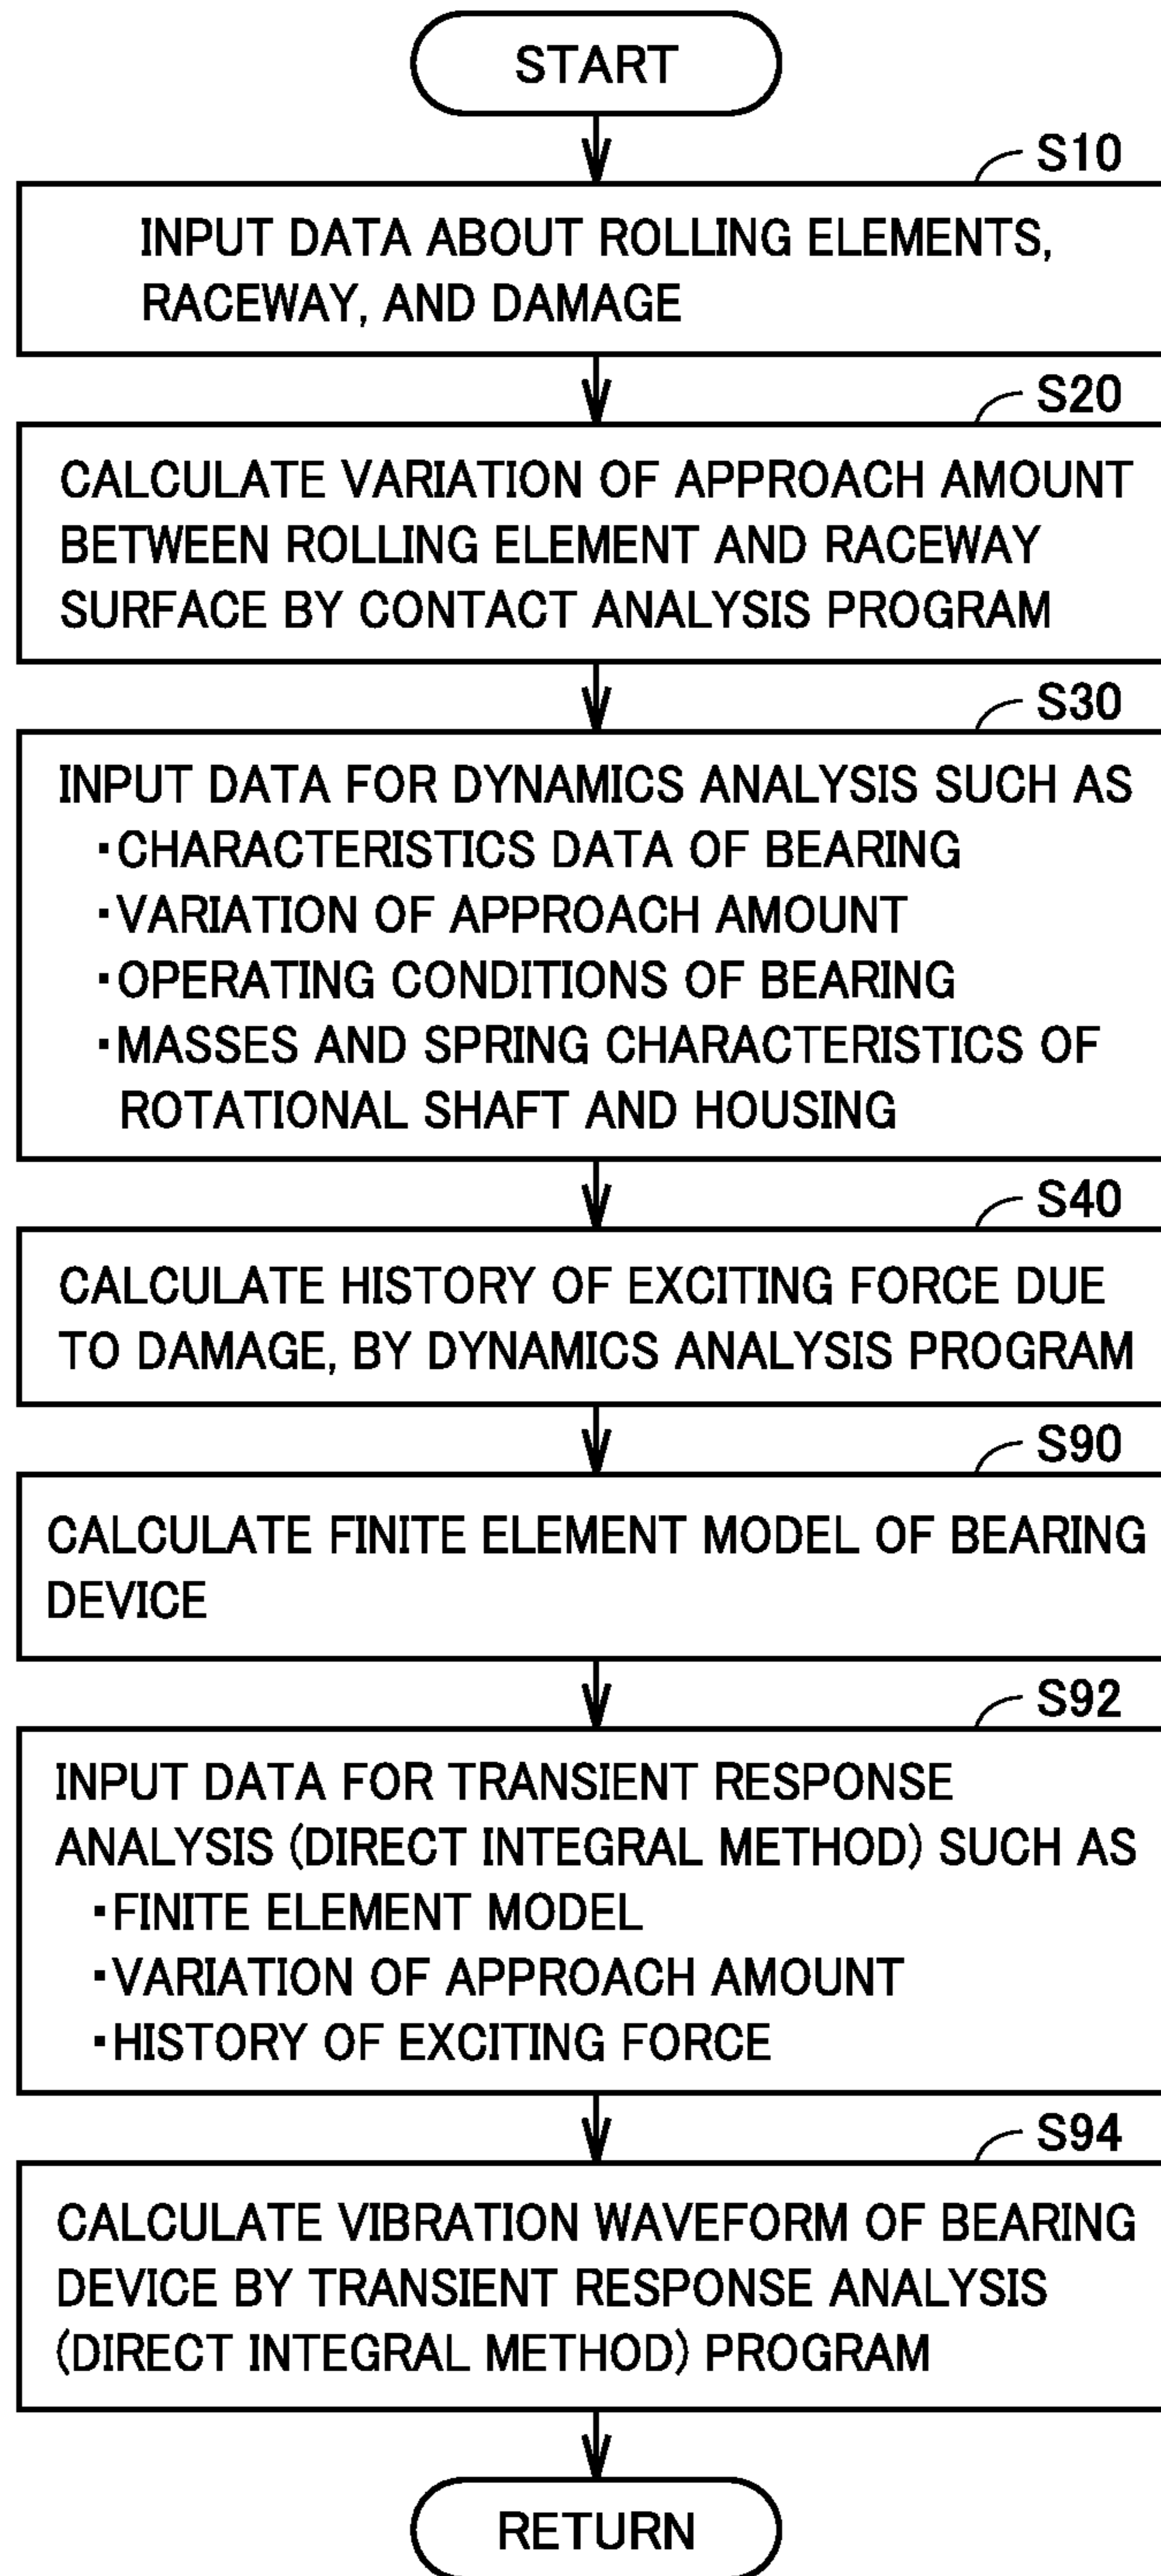 START
S10
INPUT DATA ABOUT ROLLING ELEMENTS,
RACEWAY, AND DAMAGE
S20
CALCULATE VARIATION OF APPROACH AMOUNT
BETWEEN ROLLING ELEMENT AND RACEWAY
SURFACE BY CONTACT ANALYSIS PROGRAM
S30
INPUT DATA FOR DYNAMICS ANALYSIS SUCH AS
・CHARACTERISTICS DATA OF BEARING
・VARIATION OF APPROACH AMOUNT
・OPERATING CONDITIONS OF BEARING
・MASSES AND SPRING CHARACTERISTICS OF
ROTATIONAL SHAFT AND HOUSING
S40
CALCULATE HISTORY OF EXCITING FORCE DUE
TO DAMAGE, BY DYNAMICS ANALYSIS PROGRAM
S90
CALCULATE FINITE ELEMENT MODEL OF BEARING
DEVICE
S92
INPUT DATA FOR TRANSIENT RESPONSE
ANALYSIS (DIRECT INTEGRAL METHOD) SUCH AS
・FINITE ELEMENT MODEL
・VARIATION OF APPROACH AMOUNT
・HISTORY OF EXCITING FORCE
S94
CALCULATE VIBRATION WAVEFORM OF BEARING
DEVICE BY TRANSIENT RESPONSE ANALYSIS
(DIRECT INTEGRAL METHOD) PROGRAM
RETURN